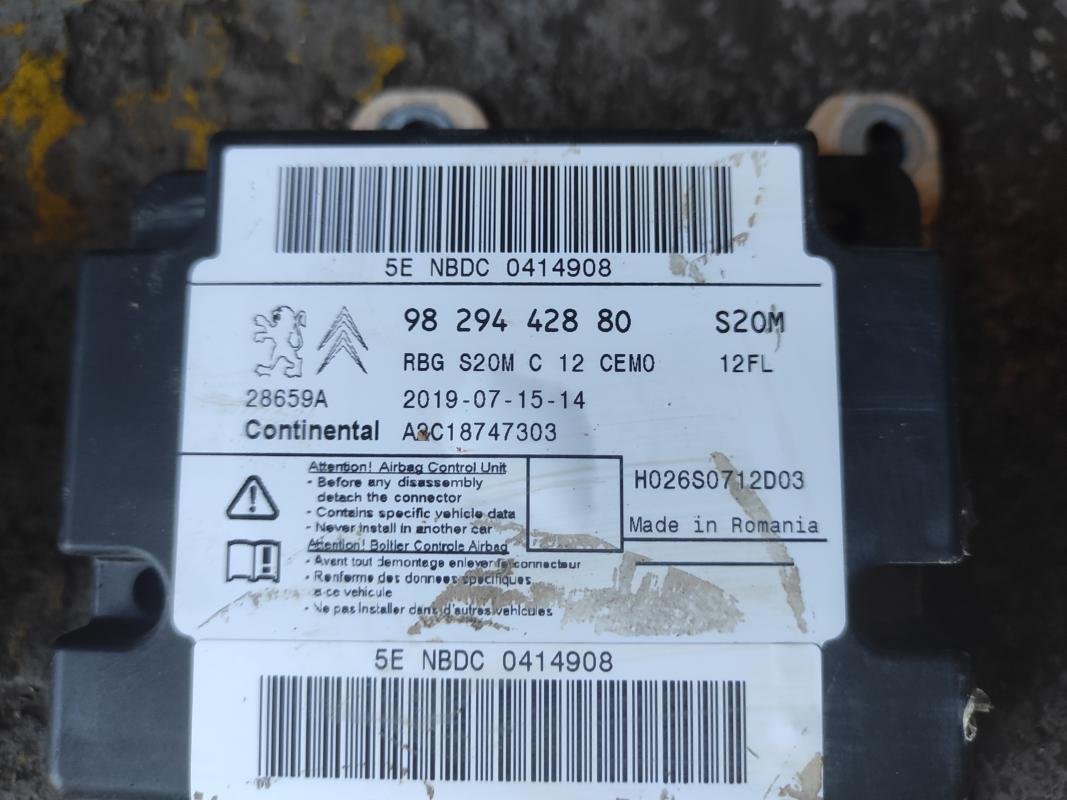 5E NBDC 0414908
98 294 428 80 S20M
RBG S20M C 12 CEMO 12FL
28659A 2019-07-15-14
Continental A2C18747303
Attention! Airbag Control Unit
- Before any disassembly
detach the connector
- Contains specific vehicle data
- Never install in another car
Attention! Boîtier Controle Airbag
- Avant tout demontage enlever le connecteur
- Renferme des donnees specifiques
a ce vehicule
- Ne pas installer dans d'autres vehicules
H026S0712D03
Made in Romania
5E NBDC 0414908